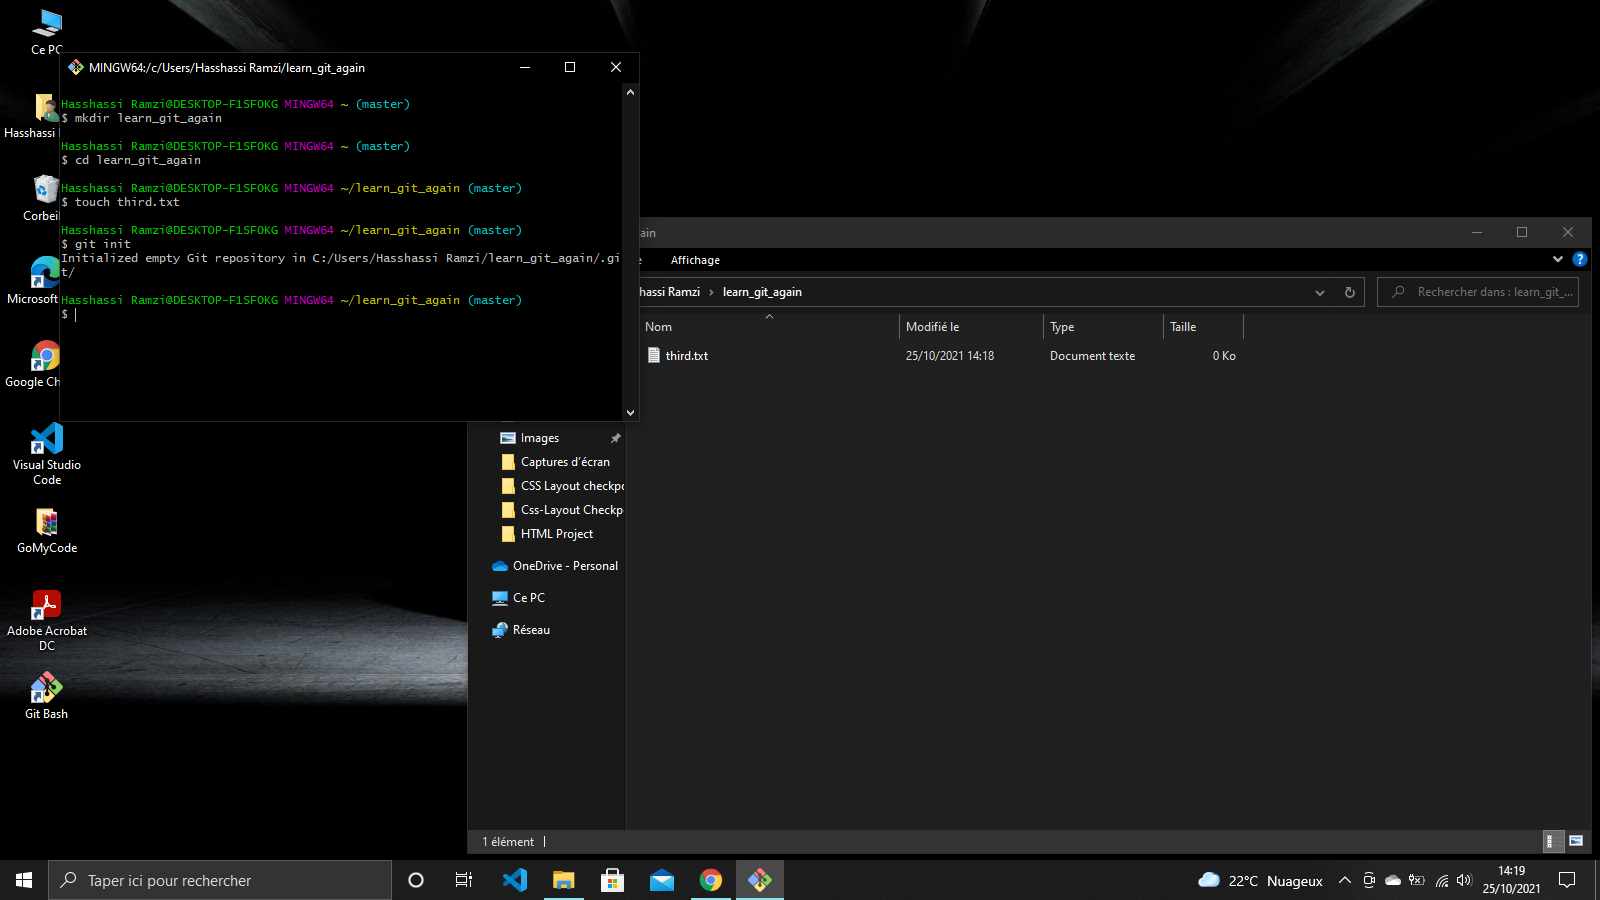 Ce PC
Hasshassi
Corbei
Microsoft
Google Ch
Visual Studio
Code
GoMyCode
Adobe Acrobat
DC
Git Bash
MINGW64:/c/Users/Hasshassi Ramzi/learn_git_again
Hasshassi Ramzi@DESKTOP-F1SFOKG MINGW64 ~ (master)
$ mkdir learn_git_again
Hasshassi Ramzi@DESKTOP-F1SFOKG MINGW64 ~ (master)
$ cd learn_git_again
Hasshassi Ramzi@DESKTOP-F1SFOKG MINGW64 ~/learn_git_again (master)
$ touch third.txt
Hasshassi Ramzi@DESKTOP-F1SFOKG MINGW64 ~/learn_git_again (master)
$ git init
Initialized empty Git repository in C:/Users/Hasshassi Ramzi/learn_git_again/.gi
t/
Hasshassi Ramzi@DESKTOP-F1SFOKG MINGW64 ~/learn_git_again (master)
$
ain
Affichage
hassi Ramzi › learn_git_again
Rechercher dans : learn_git_...
Nom Modifié le Type Taille
third.txt 25/10/2021 14:18 Document texte 0 Ko
Images
Captures d'écran
CSS Layout checkpo
Css-Layout Checkp
HTML Project
OneDrive - Personal
Ce PC
Réseau
1 élément
Taper ici pour rechercher
22°C Nuageux
14:19
25/10/2021